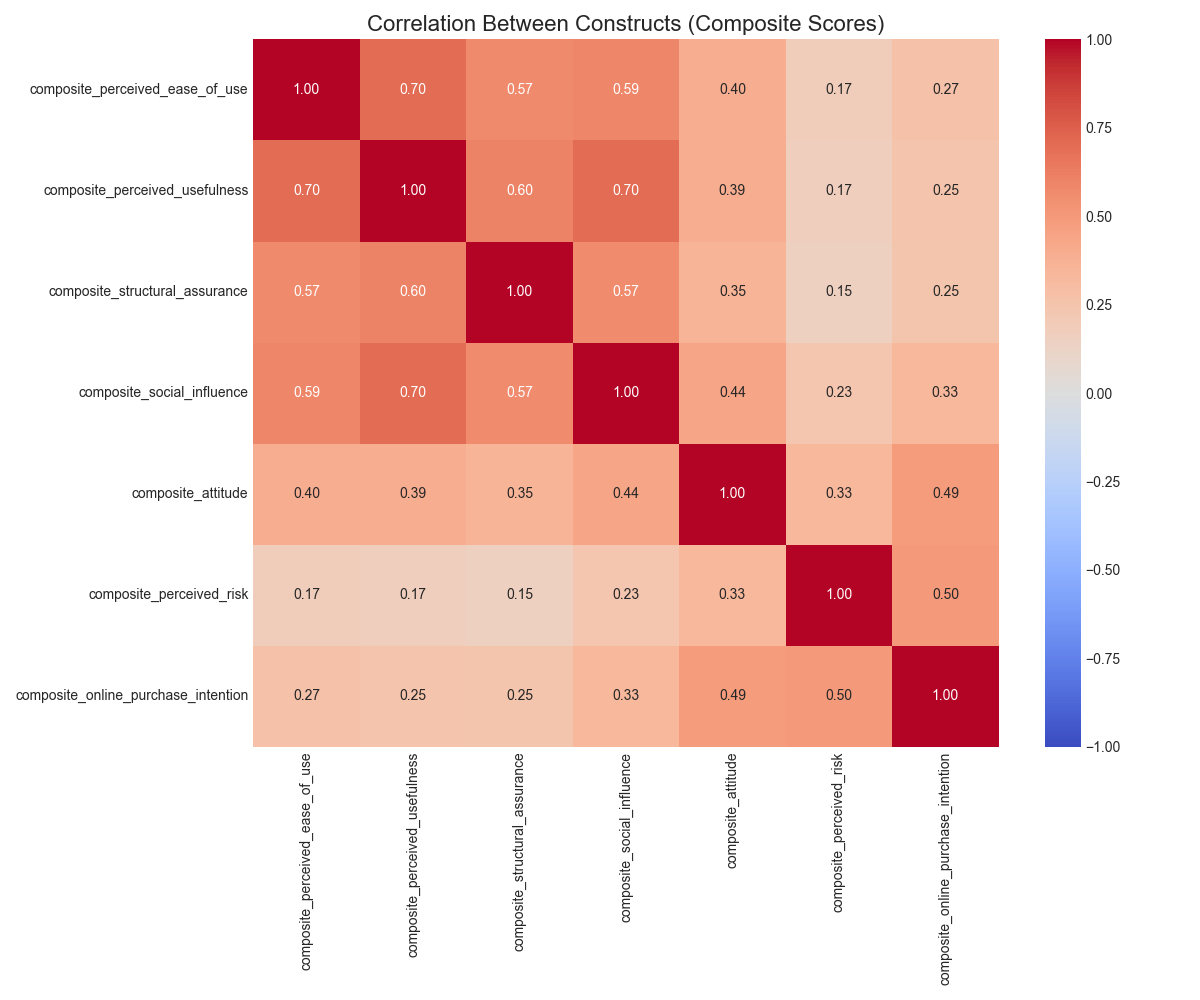 Correlation Between Constructs (Composite Scores)
composite_perceived_ease_of_use 1.00 0.70 0.57 0.59 0.40 0.17 0.27
composite_perceived_usefulness 0.70 1.00 0.60 0.70 0.39 0.17 0.25
composite_structural_assurance 0.57 0.60 1.00 0.57 0.35 0.15 0.25
composite_social_influence 0.59 0.70 0.57 1.00 0.44 0.23 0.33
composite_attitude 0.40 0.39 0.35 0.44 1.00 0.33 0.49
composite_perceived_risk 0.17 0.17 0.15 0.23 0.33 1.00 0.50
composite_online_purchase_intention 0.27 0.25 0.25 0.33 0.49 0.50 1.00
composite_perceived_ease_of_use
composite_perceived_usefulness
composite_structural_assurance
composite_social_influence
composite_attitude
composite_perceived_risk
composite_online_purchase_intention
1.00
0.75
0.50
0.25
0.00
−0.25
−0.50
−0.75
−1.00